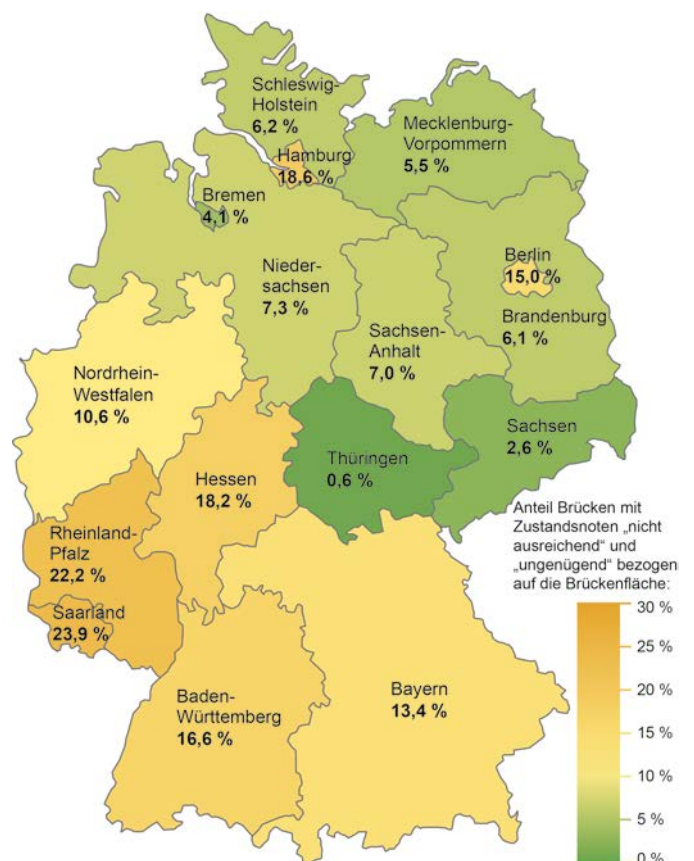 Schleswig-
Holstein
6,2 %
Mecklenburg-
Vorpommern
5,5 %
Hamburg
18,6 %
Bremen
4,1 %
Berlin
15,0 %
Nieder-
sachsen
7,3 %
Brandenburg
6,1 %
Sachsen-
Anhalt
7,0 %
Nordrhein-
Westfalen
10,6 %
Sachsen
2,6 %
Thüringen
0,6 %
Hessen
18,2 %
Rheinland-
Pfalz
22,2 %
Saarland
23,9 %
Baden-
Württemberg
16,6 %
Bayern
13,4 %
Anteil Brücken mit
Zustandsnoten „nicht
ausreichend“ und
„ungenügend“ bezogen
auf die Brückenfläche:
30 %
25 %
20 %
15 %
10 %
5 %
0 %